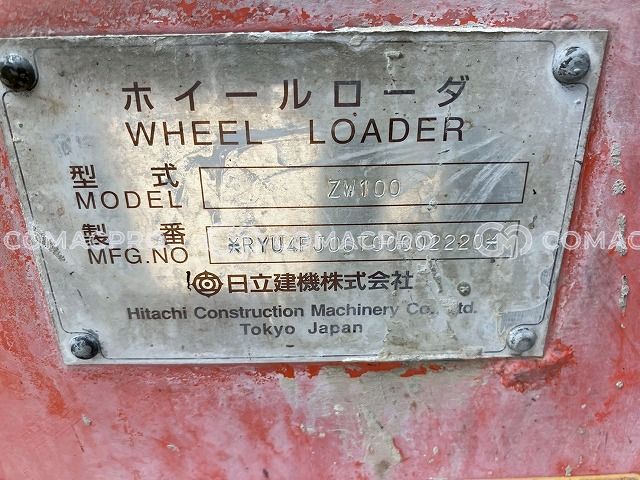 ホイールローダ
WHEEL LOADER
型式
MODEL ZW100
製番
MFG.NO
日立建機株式会社
Hitachi Construction Machinery Co., Ltd.
Tokyo Japan